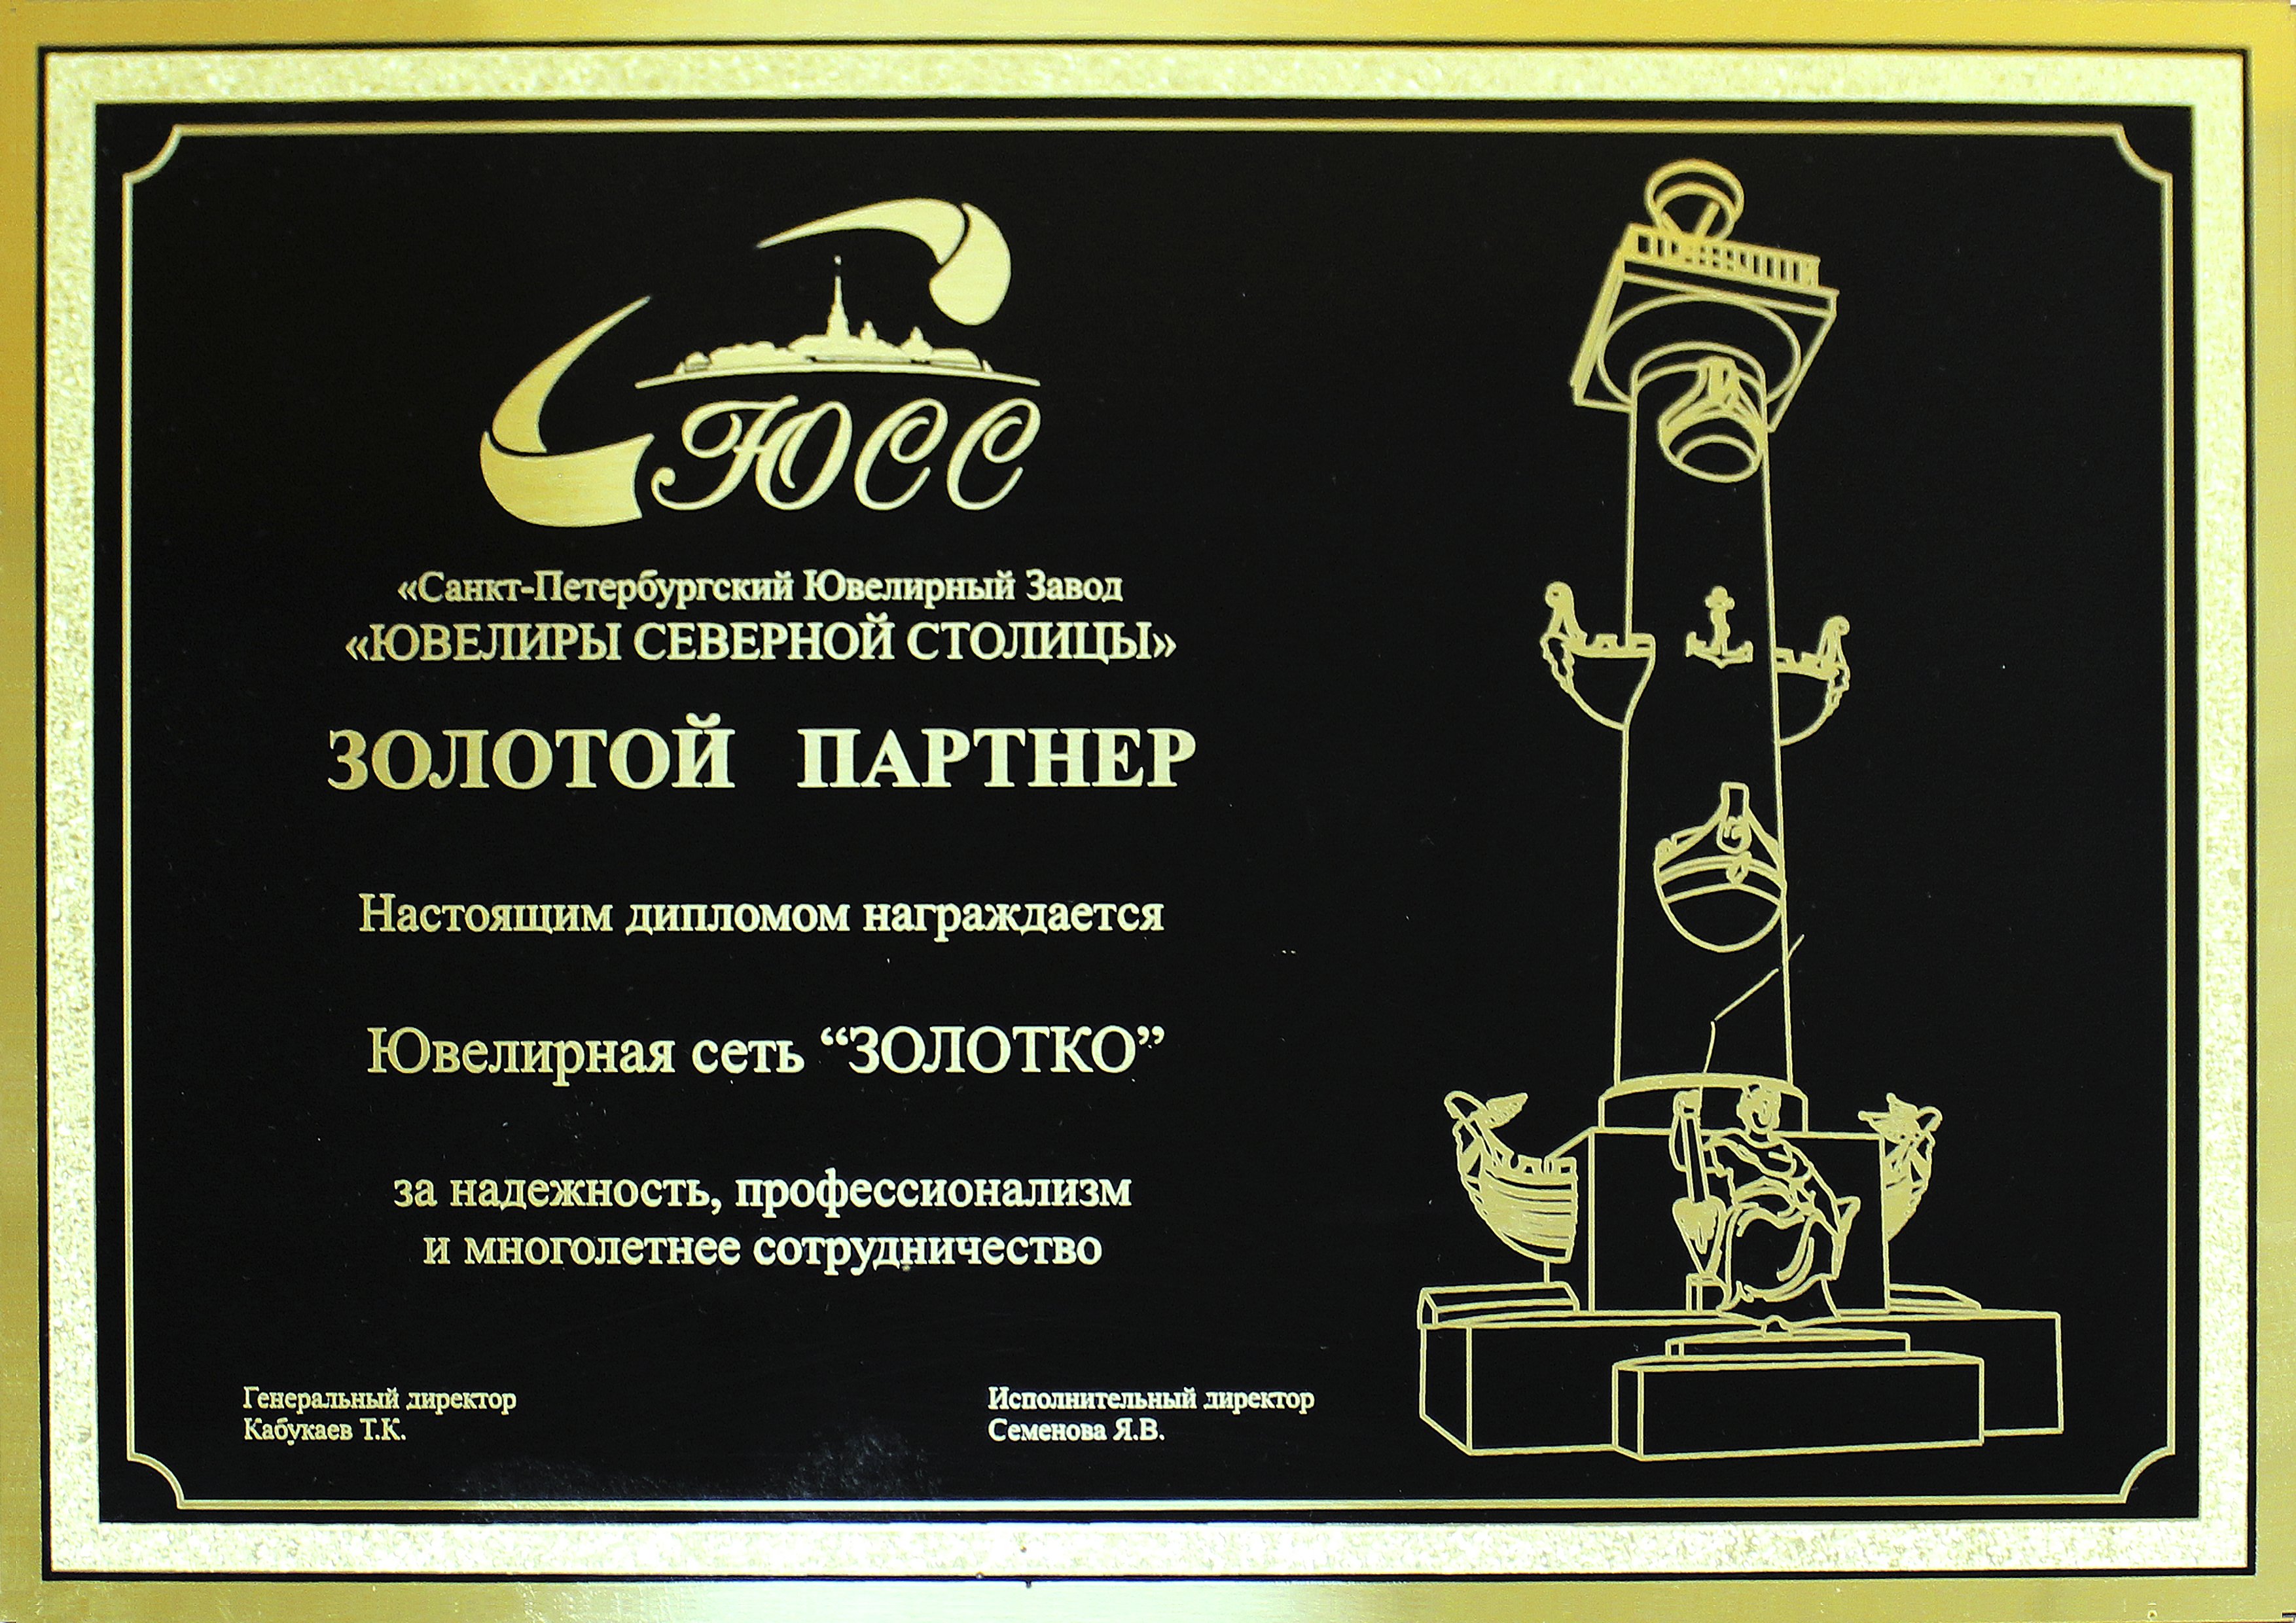 ЮСС
«Санкт-Петербургский Ювелирный Завод
«ЮВЕЛИРЫ СЕВЕРНОЙ СТОЛИЦЫ»
ЗОЛОТОЙ ПАРТНЕР
Настоящим дипломом награждается
Ювелирная сеть “ЗОЛОТКО”
за надежность, профессионализм
и многолетнее сотрудничество
Генеральный директор
Кабукаев Т.К.
Исполнительный директор
Семенова Я.В.